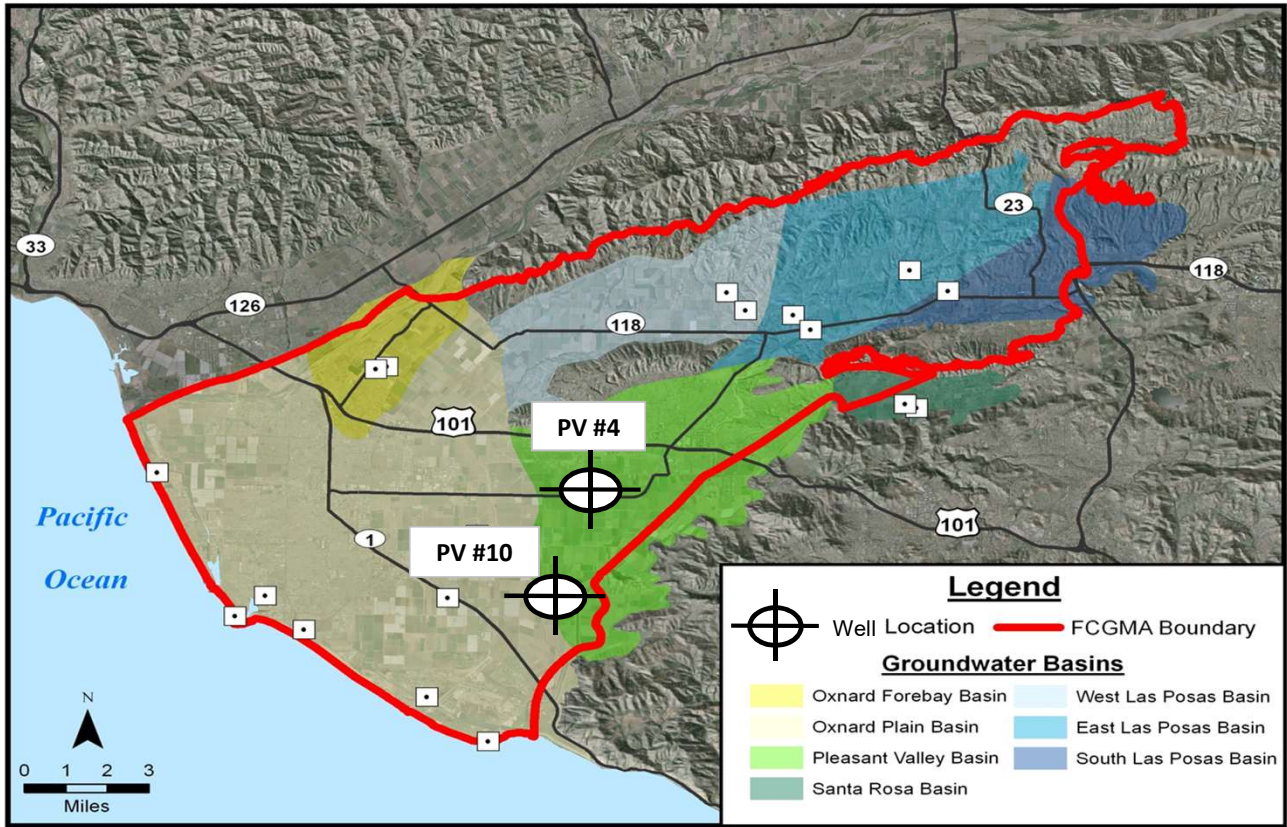 33
126
118
23
118
101
PV #4
Pacific
Ocean
1
PV #10
101
N
0 1 2 3
Miles
Legend
Well Location FCGMA Boundary
Groundwater Basins
Oxnard Forebay Basin
West Las Posas Basin
Oxnard Plain Basin
East Las Posas Basin
Pleasant Valley Basin
South Las Posas Basin
Santa Rosa Basin